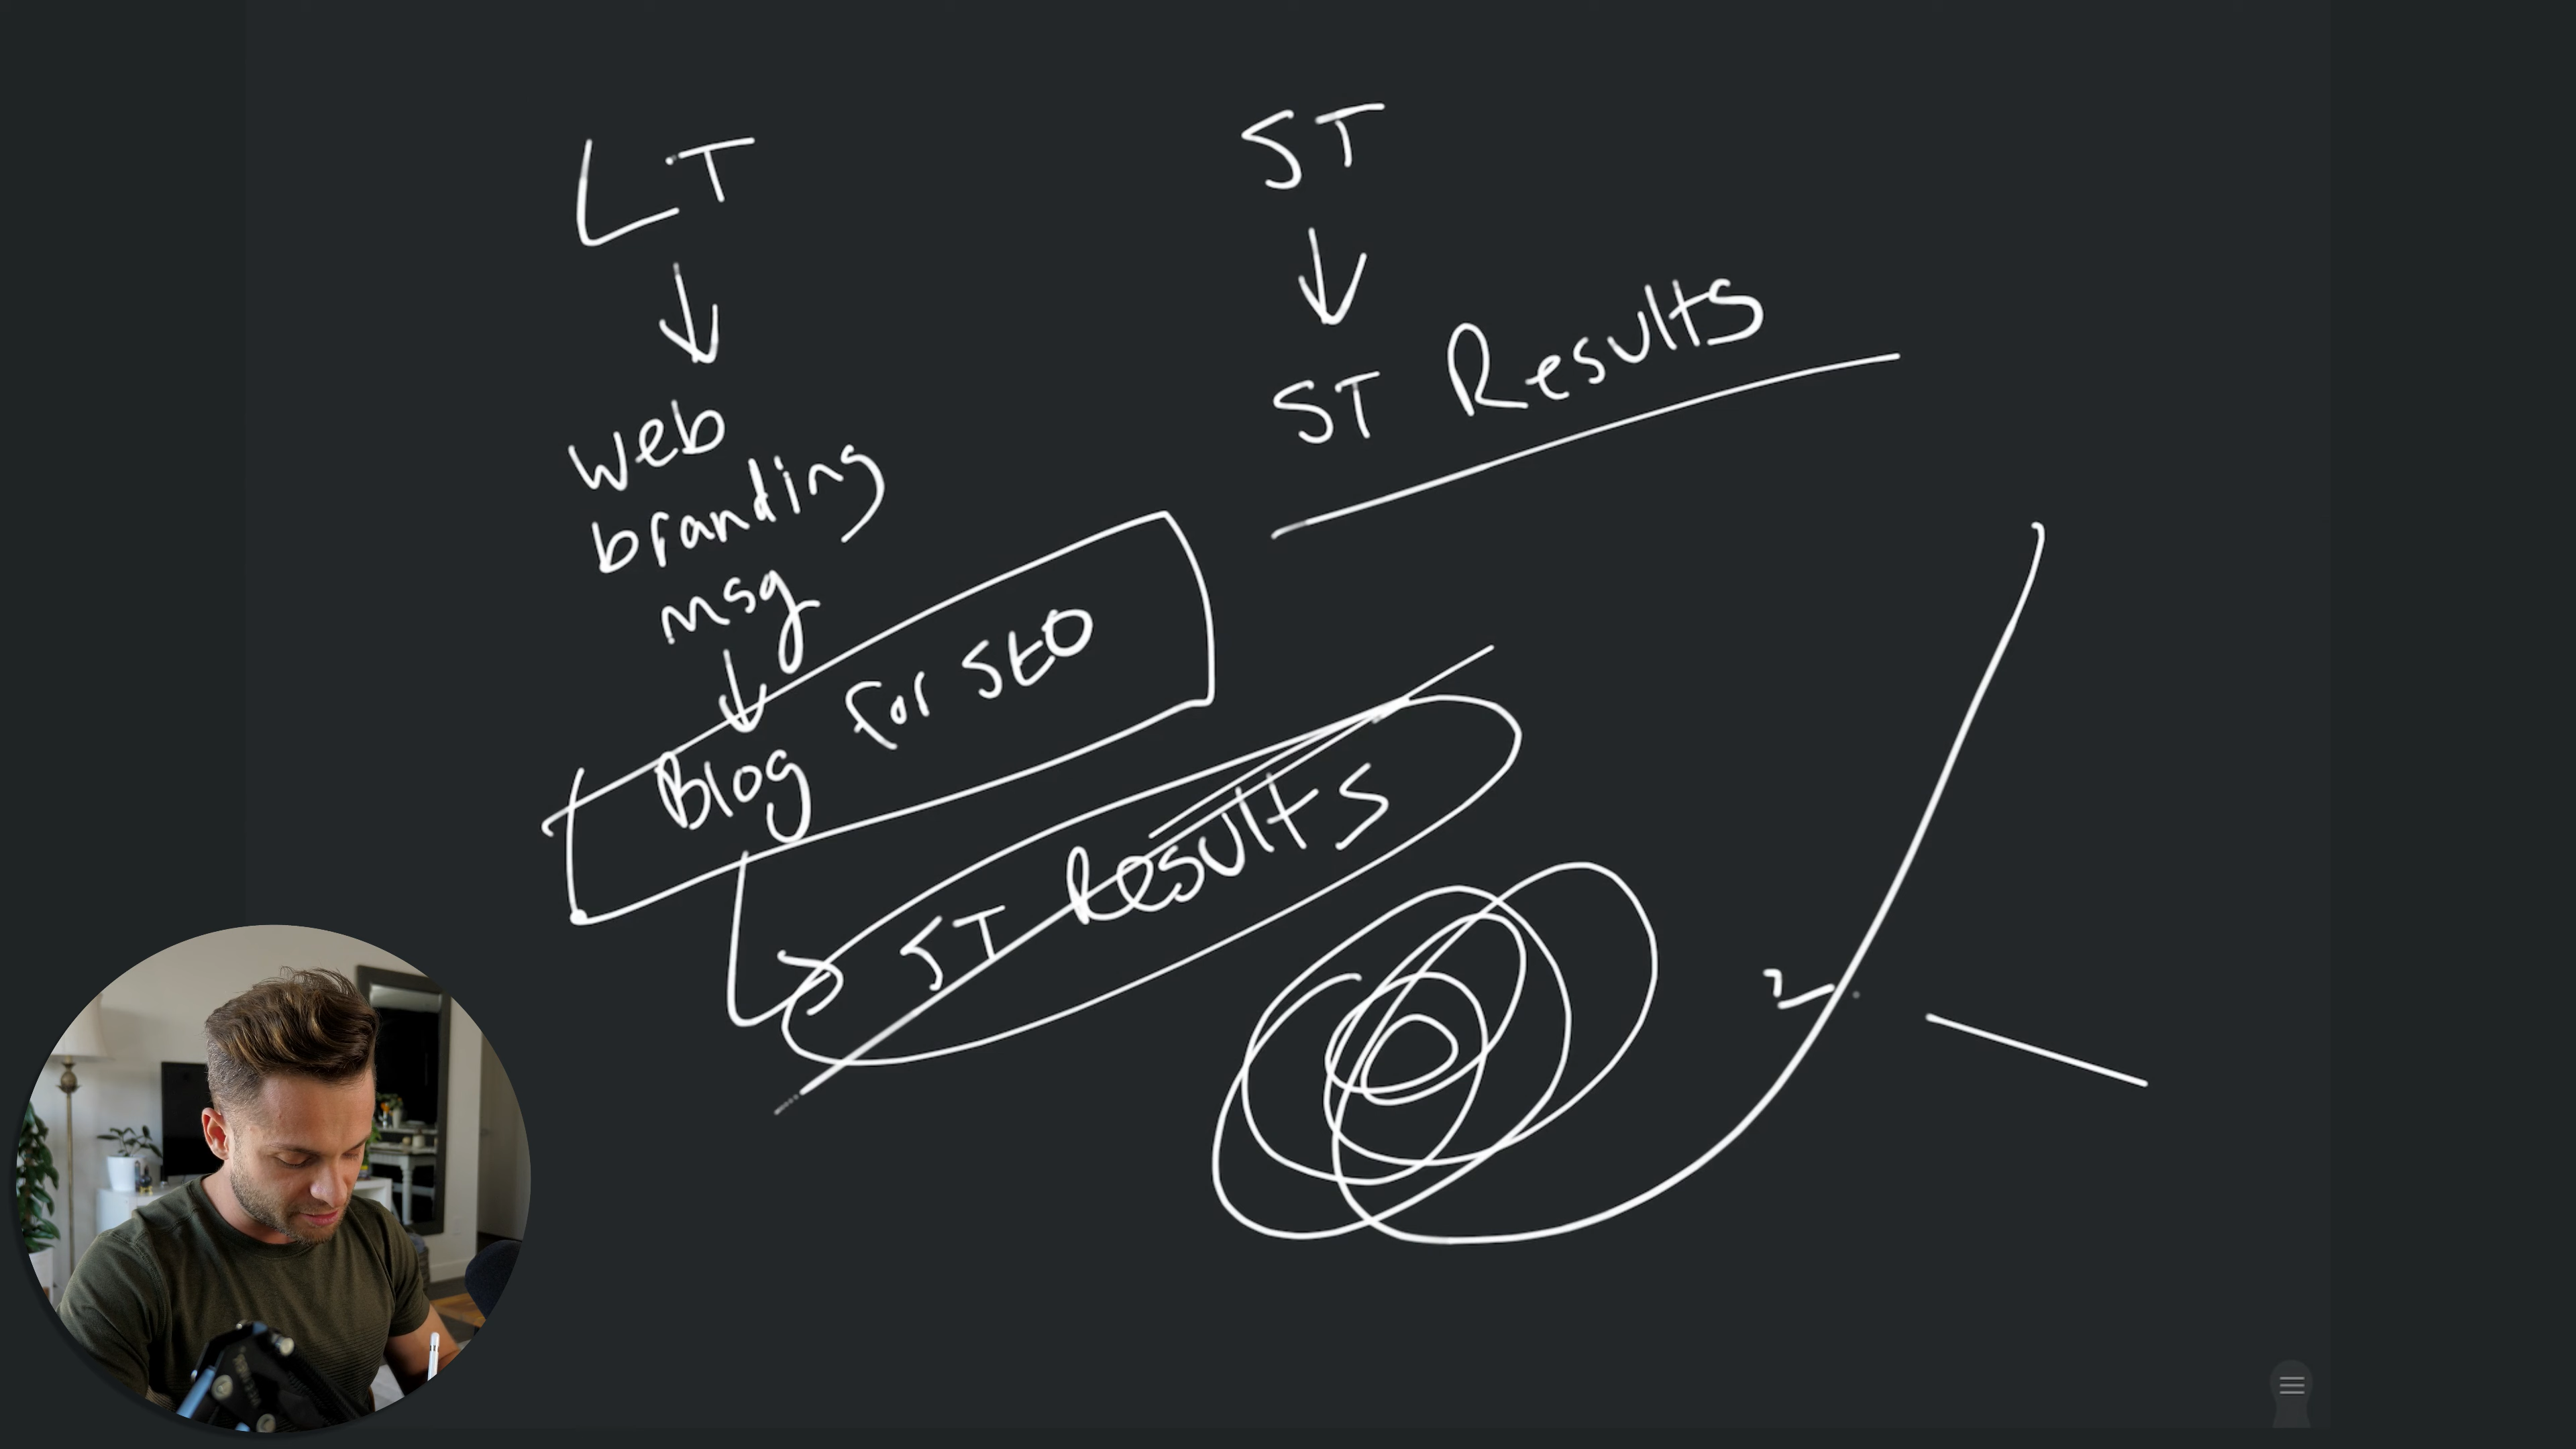 LT
web
branding
msg
Blog for SEO
ST Results
ST
ST Results